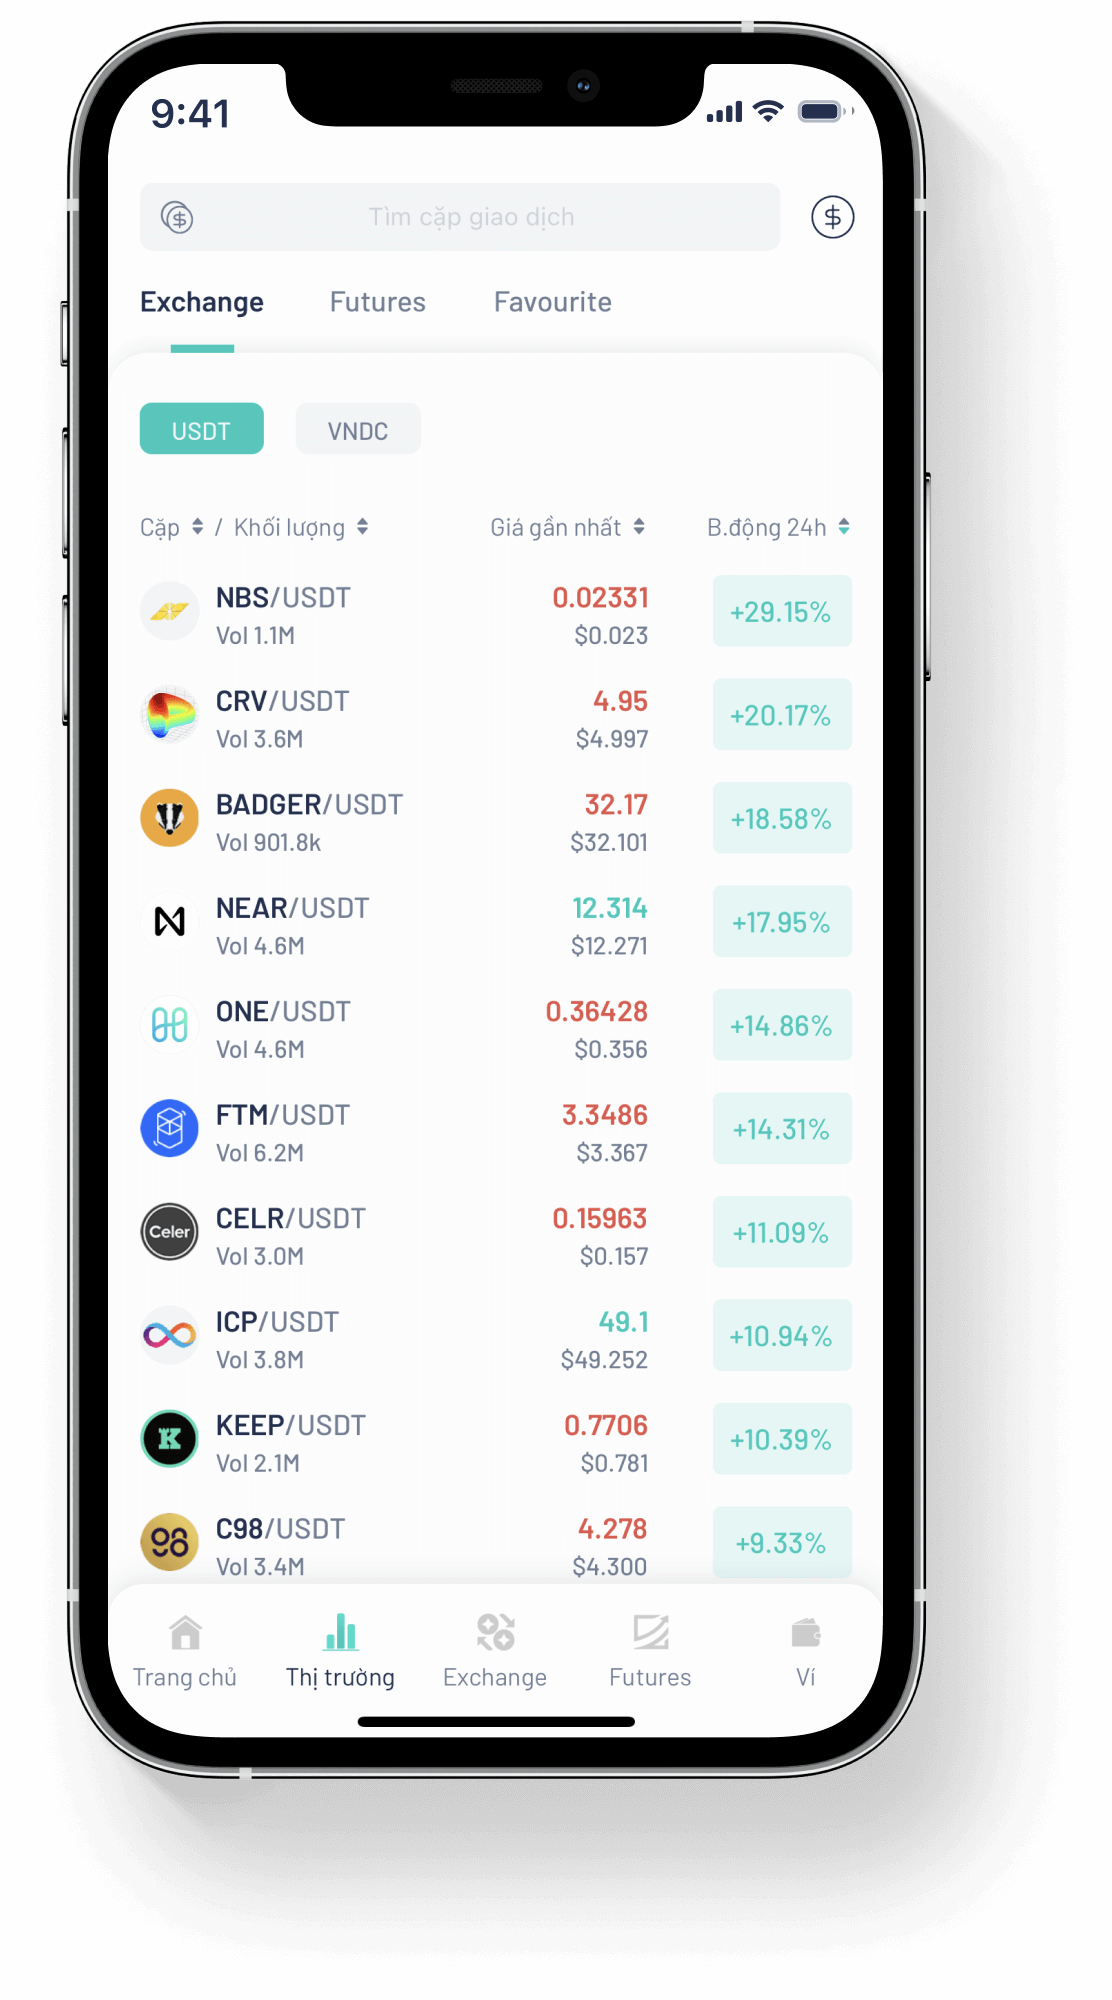 9:41
Tìm cặp giao dịch
Exchange Futures Favourite
USDT VNDC
Cặp / Khối lượng Giá gần nhất B.động 24h
NBS/USDT 0.02331 +29.15%
Vol 1.1M $0.023
CRV/USDT 4.95 +20.17%
Vol 3.6M $4.997
BADGER/USDT 32.17 +18.58%
Vol 901.8k $32.101
NEAR/USDT 12.314 +17.95%
Vol 4.6M $12.271
ONE/USDT 0.36428 +14.86%
Vol 4.6M $0.356
FTM/USDT 3.3486 +14.31%
Vol 6.2M $3.367
Celer CELR/USDT 0.15963 +11.09%
Vol 3.0M $0.157
ICP/USDT 49.1 +10.94%
Vol 3.8M $49.252
KEEP/USDT 0.7706 +10.39%
Vol 2.1M $0.781
C98/USDT 4.278 +9.33%
Vol 3.4M $4.300
Trang chủ Thị trường Exchange Futures Ví